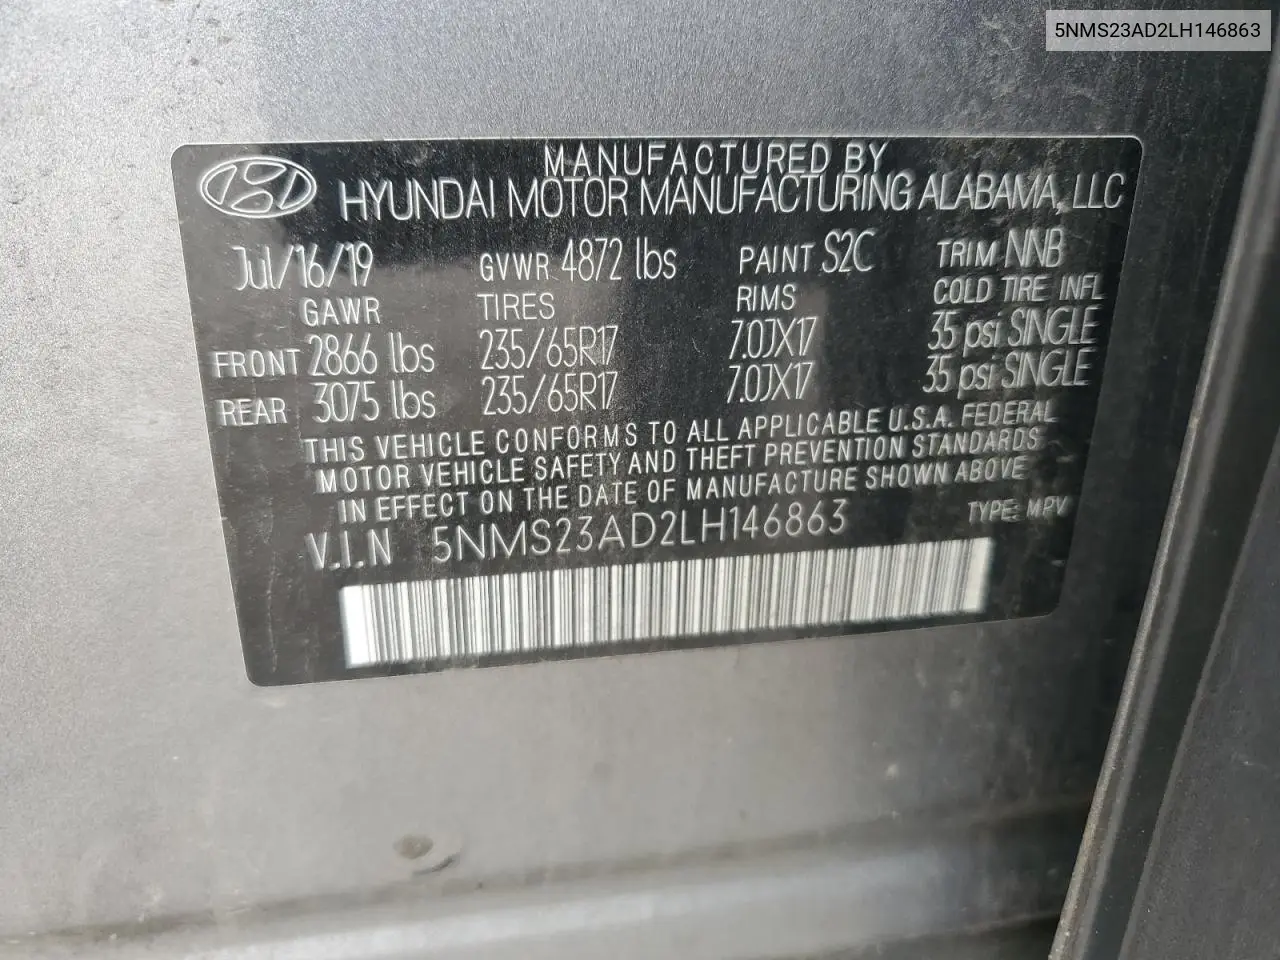 5NMS23AD2LH146863
MANUFACTURED BY
HYUNDAI MOTOR MANUFACTURING ALABAMA, LLC
Jul/16/19 GVWR 4872 lbs PAINT S2C TRIM NNB
GAWR TIRES RIMS COLD TIRE INFL
FRONT 2866 lbs 235/65R17 7.0JX17 35 psi SINGLE
REAR 3075 lbs 235/65R17 7.0JX17 35 psi SINGLE
THIS VEHICLE CONFORMS TO ALL APPLICABLE U.S.A. FEDERAL
MOTOR VEHICLE SAFETY AND THEFT PREVENTION STANDARDS
IN EFFECT ON THE DATE OF MANUFACTURE SHOWN ABOVE
V.I.N 5NMS23AD2LH146863 TYPE: MPV